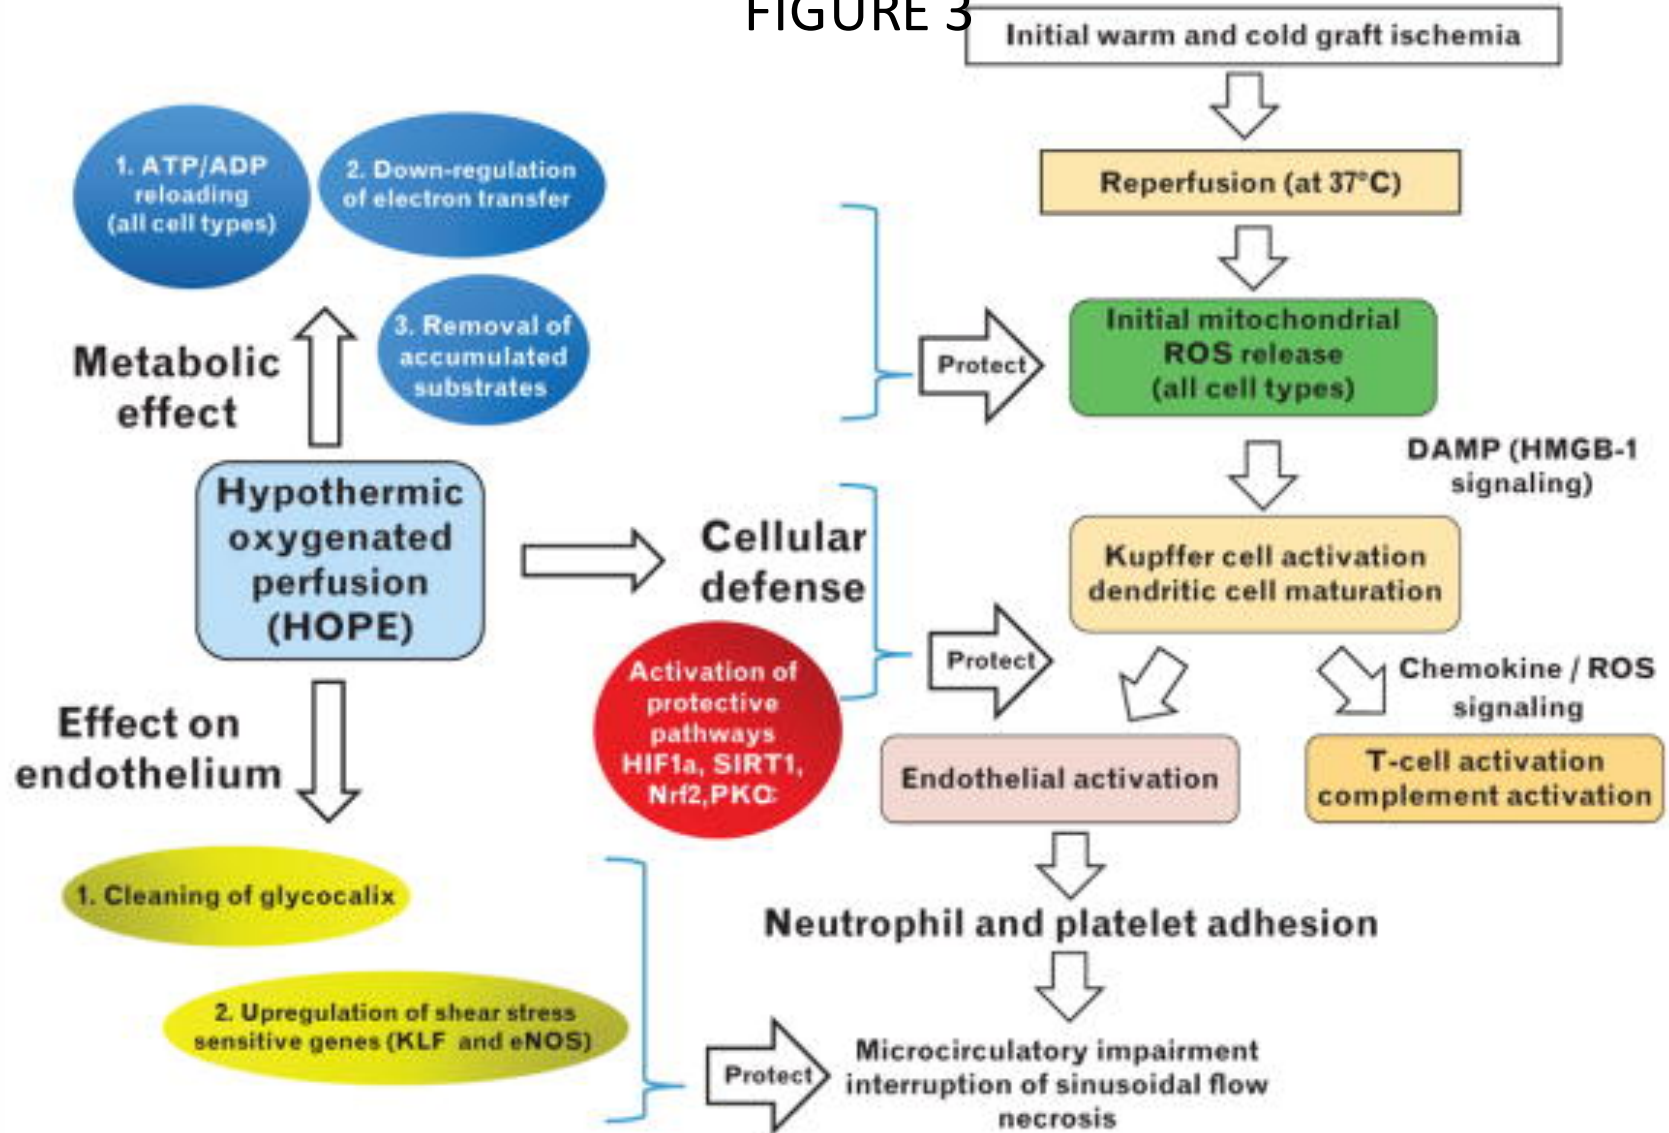 FIGURE 3
Initial warm and cold graft ischemia
Reperfusion (at 37°C)
1. ATP/ADP
reloading
(all cell types)
2. Down-regulation
of electron transfer
3. Removal of
accumulated
substrates
Metabolic
effect
Protect
Initial mitochondrial
ROS release
(all cell types)
DAMP (HMGB-1
signaling)
Hypothermic
oxygenated
perfusion
(HOPE)
Cellular
defense
Kupffer cell activation
dendritic cell maturation
Activation of
protective
pathways
HIF1a, SIRT1,
Nrf2,
Protect
Chemokine / ROS
signaling
Effect on
endothelium
Endothelial activation
T-cell activation
complement activation
1. Cleaning of glycocalix
2. Upregulation of shear stress
sensitive genes (KLF and eNOS)
Neutrophil and platelet adhesion
Protect
Microcirculatory impairment
interruption of sinusoidal flow
necrosis